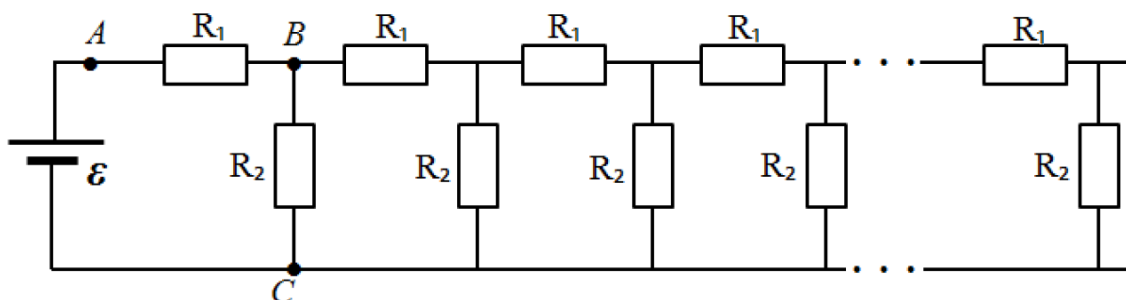 A R₁ B R₁ R₁ R₁ · · · R₁
ε R₂ R₂ R₂ R₂ R₂
C · · ·